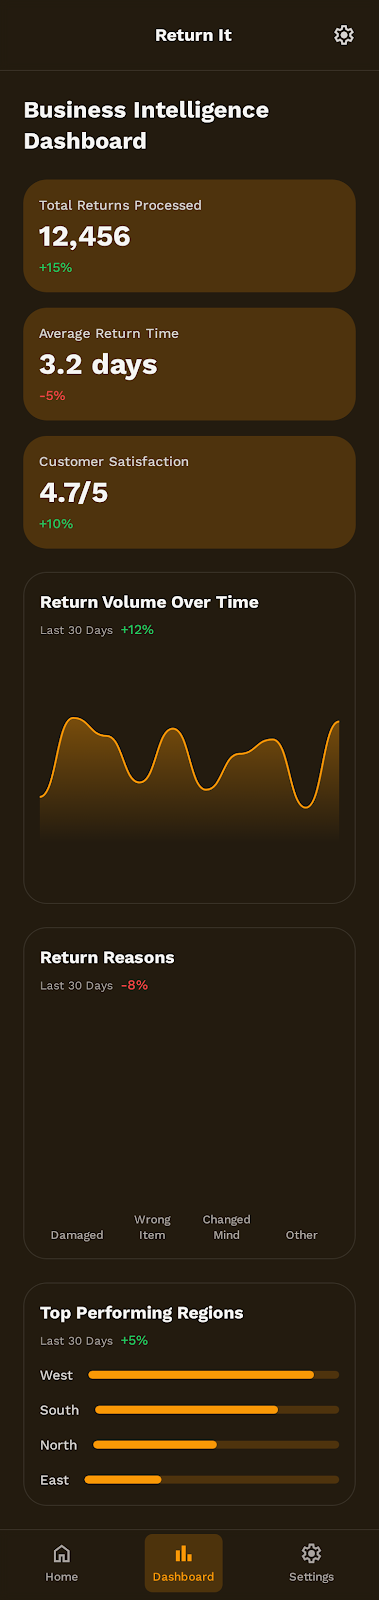 Return It
Business Intelligence
Dashboard
Total Returns Processed
12,456
+15%
Average Return Time
3.2 days
-5%
Customer Satisfaction
4.7/5
+10%
Return Volume Over Time
Last 30 Days +12%
Return Reasons
Last 30 Days -8%
Damaged
Wrong
Item
Changed
Mind
Other
Top Performing Regions
Last 30 Days +5%
West
South
North
East
Home
Dashboard
Settings